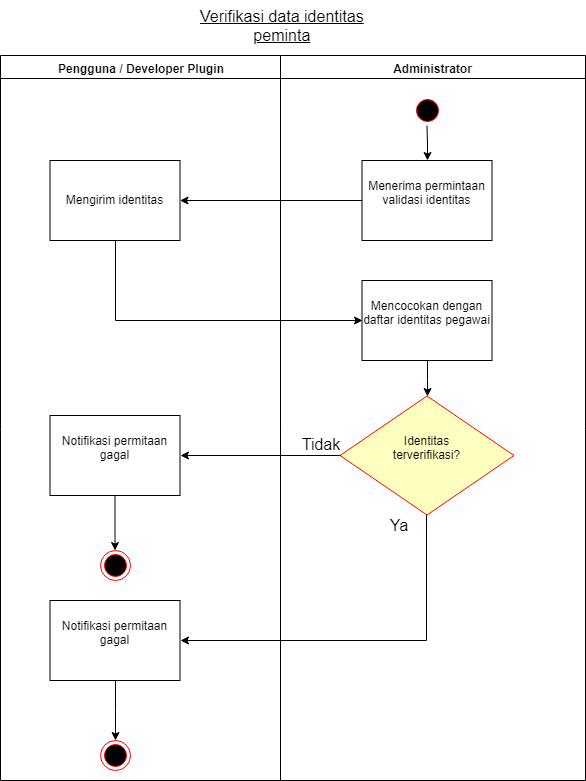 Verifikasi data identitas
peminta
Pengguna / Developer Plugin
Administrator
Menerima permintaan
validasi identitas
Mengirim identitas
Mencocokan dengan
daftar identitas pegawai
Identitas
terverifikasi?
Tidak
Notifikasi permitaan
gagal
Ya
Notifikasi permitaan
gagal